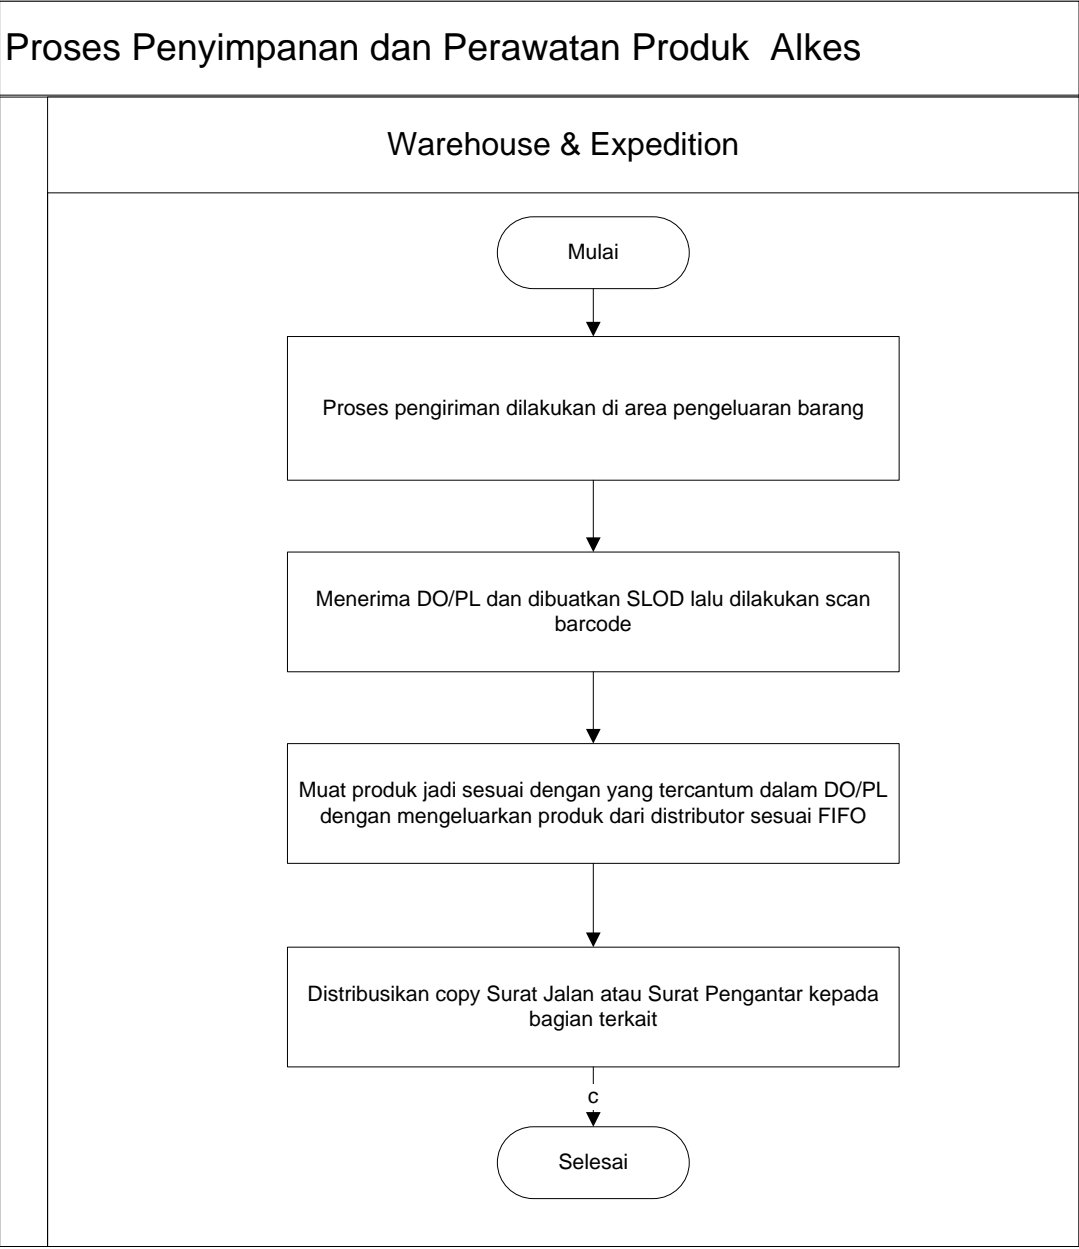 Proses Penyimpanan dan Perawatan Produk  Alkes
Warehouse & Expedition
Mulai
Proses pengiriman dilakukan di area pengeluaran barang
Menerima DO/PL dan dibuatkan SLOD lalu dilakukan scan
barcode
Muat produk jadi sesuai dengan yang tercantum dalam DO/PL
dengan mengeluarkan produk dari distributor sesuai FIFO
Distribusikan copy Surat Jalan atau Surat Pengantar kepada
bagian terkait
c
Selesai